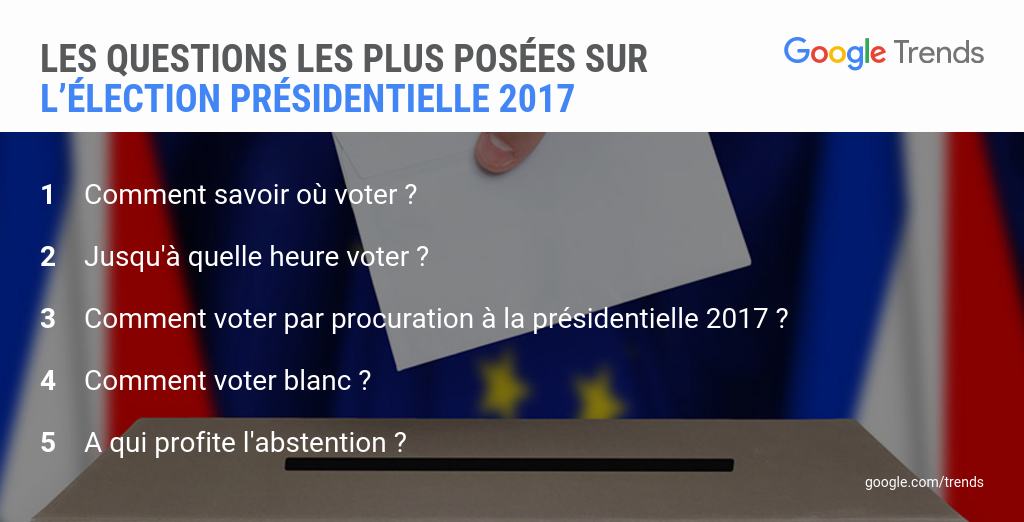 LES QUESTIONS LES PLUS POSÉES SUR
L’ÉLECTION PRÉSIDENTIELLE 2017
Google Trends
1 Comment savoir où voter ?
2 Jusqu'à quelle heure voter ?
3 Comment voter par procuration à la présidentielle 2017 ?
4 Comment voter blanc ?
5 A qui profite l'abstention ?
google.com/trends